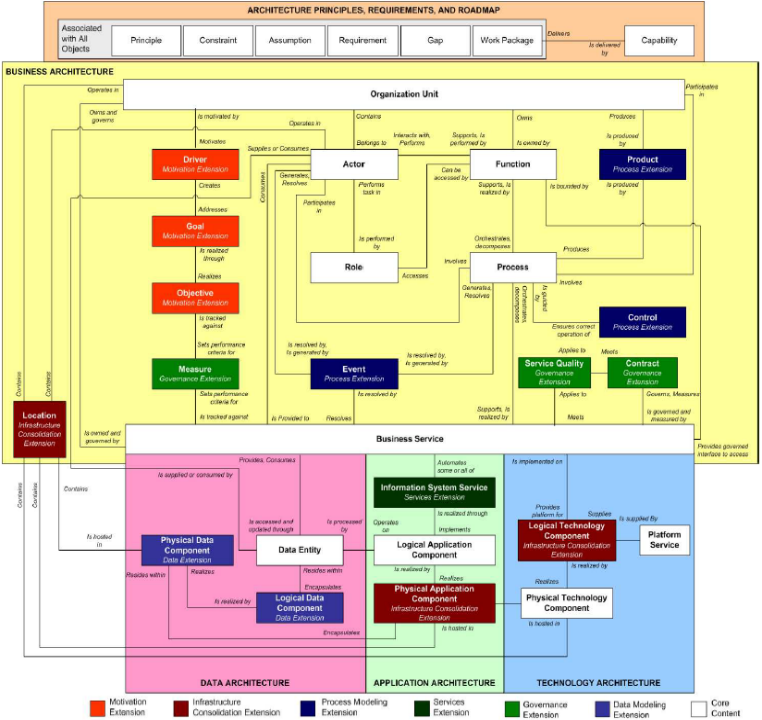 ARCHITECTURE PRINCIPLES, REQUIREMENTS, AND ROADMAP
Associated
with All
Objects
Principle
Constraint
Assumption
Requirement
Gap
Work Package
Delivers
Is delivered
by
Capability
BUSINESS ARCHITECTURE
Operates in
Organization Unit
Participates
in
Owns and
governs
Is motivated by
Contains
Owns
Produces
Operates in
Motivates
Supplies or Consumes
Belongs to
Interacts with,
Performs
Supports, Is
performed by
Is owned by
Is produced
by
Driver
Motivation Extension
Actor
Function
Product
Process Extension
Creates
Consumes
Generates,
Resolves
Performs
task in
Can be
accessed by
Supports, Is
realized by
Is bounded by
Is produced
by
Participates
in
Addresses
Goal
Motivation Extension
Is realized
through
Is performed
by
Orchestrates,
decomposes
Produces
Realizes
Role
Accesses
Involves
Process
Involves
Objective
Motivation Extension
Generates,
Resolves
Orchestrates,
decomposes
Is guided
by
Control
Process Extension
Is tracked
against
Ensures correct
operation of
Sets performance
criteria for
Is resolved by,
Is generated by
Is resolved by,
Is generated by
Applies to
Meets
Measure
Governance Extension
Event
Process Extension
Service Quality
Governance
Extension
Contract
Governance
Extension
Contains
Contains
Sets performance
criteria for
Is resolved by
Applies to
Governs, Measures
Location
Infrastructure
Consolidation
Extension
Is tracked against
Is Provided to
Resolves
Supports, Is
realized by
Meets
Is governed and
measured by
Is owned and
governed by
Business Service
Provides governed
interface to access
Provides, Consumes
Automates
some or all of
Is implemented on
Is supplied or consumed by
Contains
Contains
Contains
Information System Service
Services Extension
Is realized through
Provides
platform for
Supplies
Is accessed and
updated through
Is processed
by
Operates
on
Implements
Is supplied By
Is hosted
in
Physical Data
Component
Data Extension
Data Entity
Logical Application
Component
Logical Technology
Component
Infrastructure Consolidation
Extension
Platform
Service
Resides within
Realizes
Resides within
Is realized by
Realizes
Is realized by
Encapsulates
Realizes
Is realized by
Logical Data
Component
Data Extension
Physical Application
Component
Infrastructure Consolidation
Extension
Physical Technology
Component
Encapsulates
Is hosted in
Is hosted in
DATA ARCHITECTURE
APPLICATION ARCHITECTURE
TECHNOLOGY ARCHITECTURE
Motivation
Extension
Infrastructure
Consolidation Extension
Process Modeling
Extension
Services
Extension
Governance
Extension
Data Modeling
Extension
Core
Content